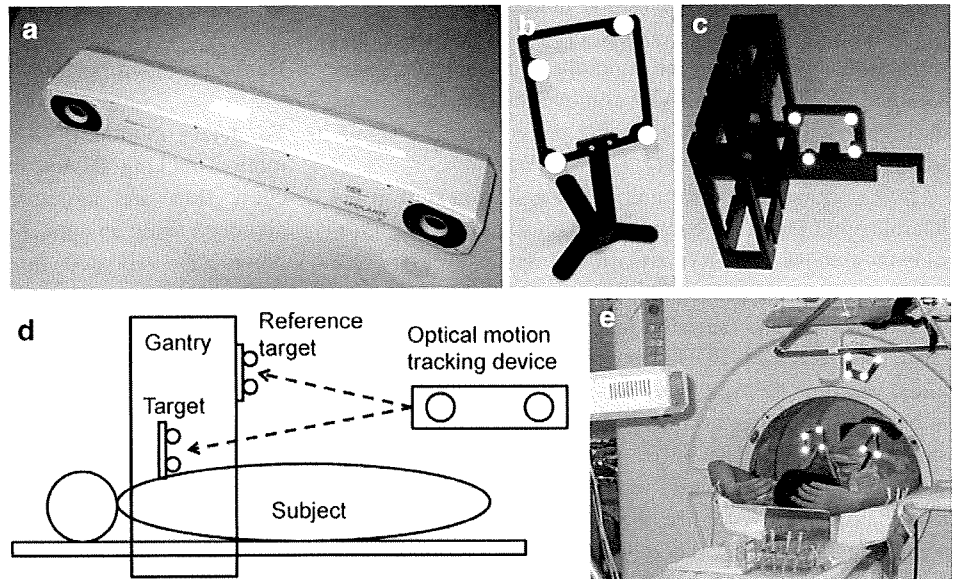 a
b
c
d
Gantry
Reference
target
Optical motion
tracking device
Target
Subject
e